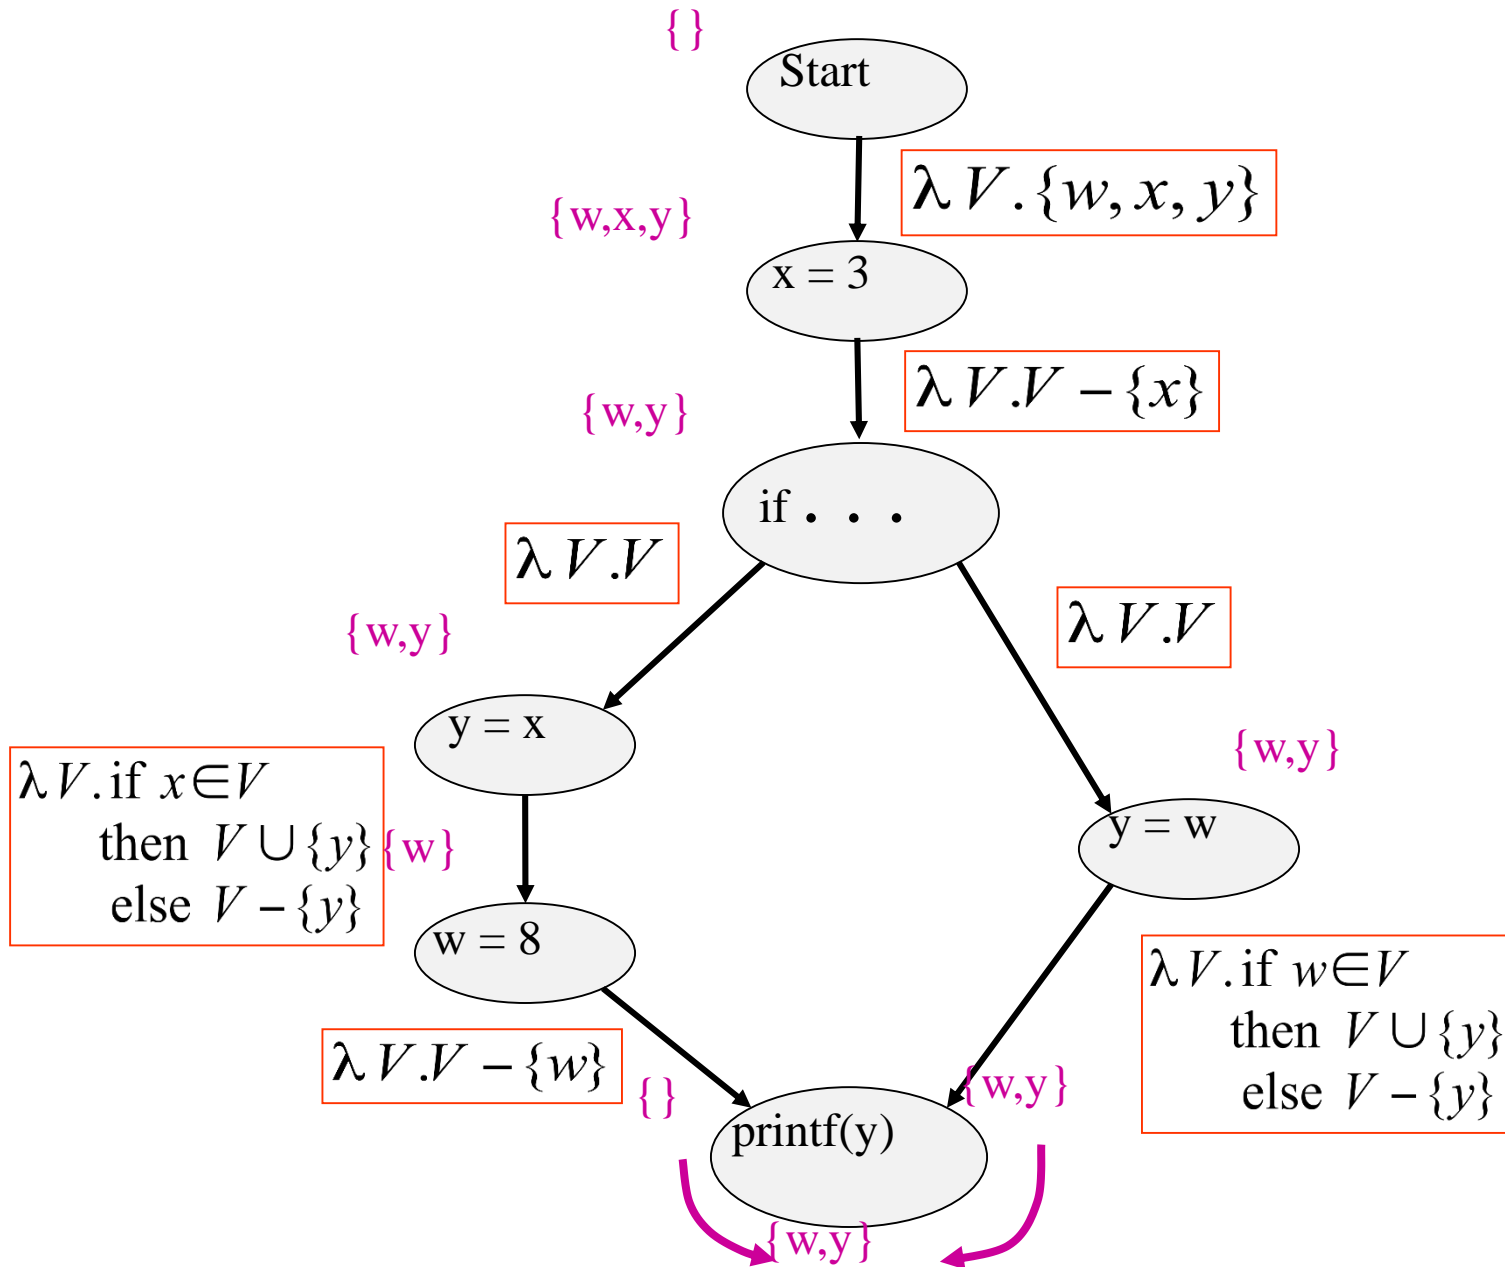 {}
Start
λV.{w, x, y}
{w,x,y}
x = 3
λV.V − {x}
{w,y}
if . . .
λV.V
λV.V
{w,y}
y = x
{w,y}
λV.if x∈V
then V ∪ {y}
else V − {y}
{w}
y = w
w = 8
λV.if w∈V
then V ∪ {y}
else V − {y}
λV.V − {w}
{}
{w,y}
printf(y)
{w,y}